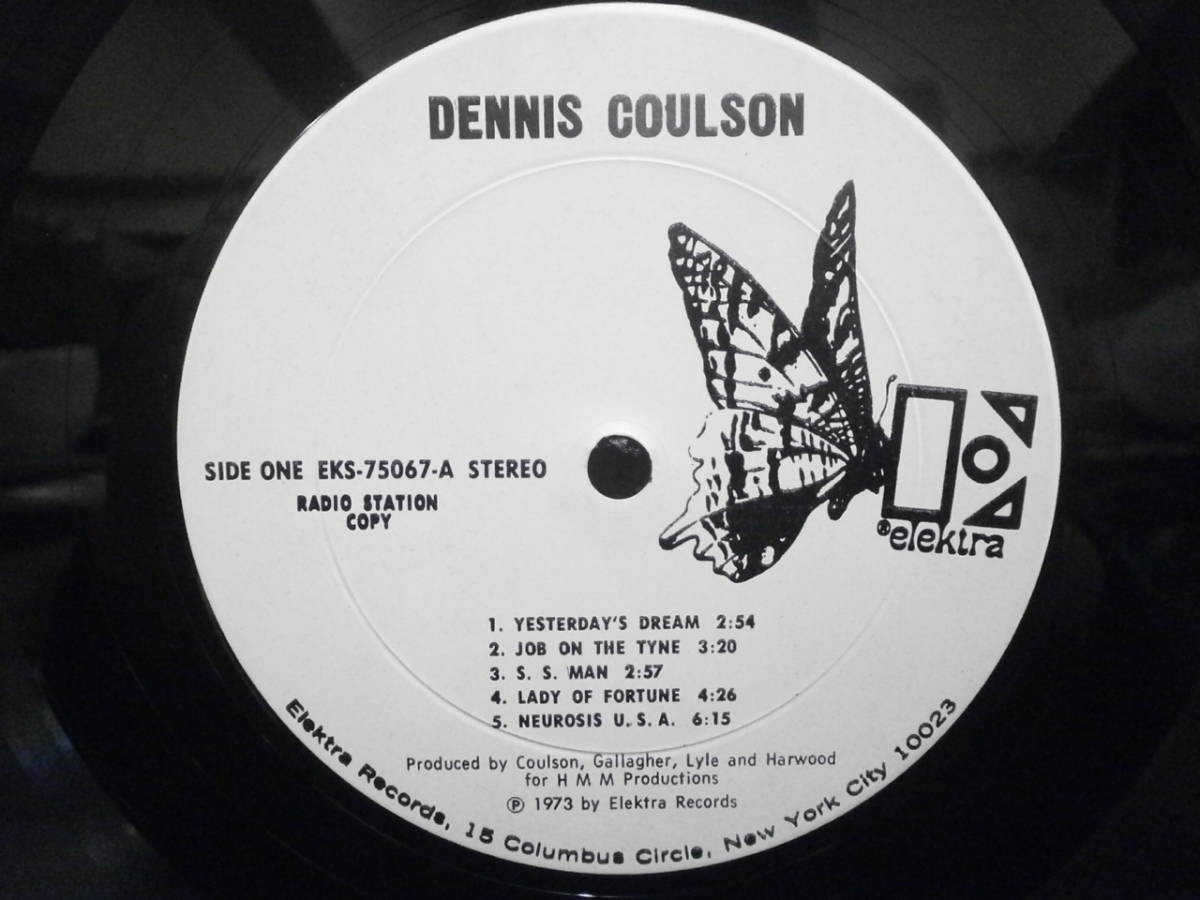 DENNIS COULSON
SIDE ONE EKS-75067-A STEREO
RADIO STATION
COPY
®elektra
1. YESTERDAY'S DREAM 2:54
2. JOB ON THE TYNE 3:20
3. S. S. MAN 2:57
4. LADY OF FORTUNE 4:26
5. NEUROSIS U.S.A. 6:15
Produced by Coulson, Gallagher, Lyle and Harwood
for H M M Productions
℗ 1973 by Elektra Records
Elektra Records, 15 Columbus Circle, New York City 10023